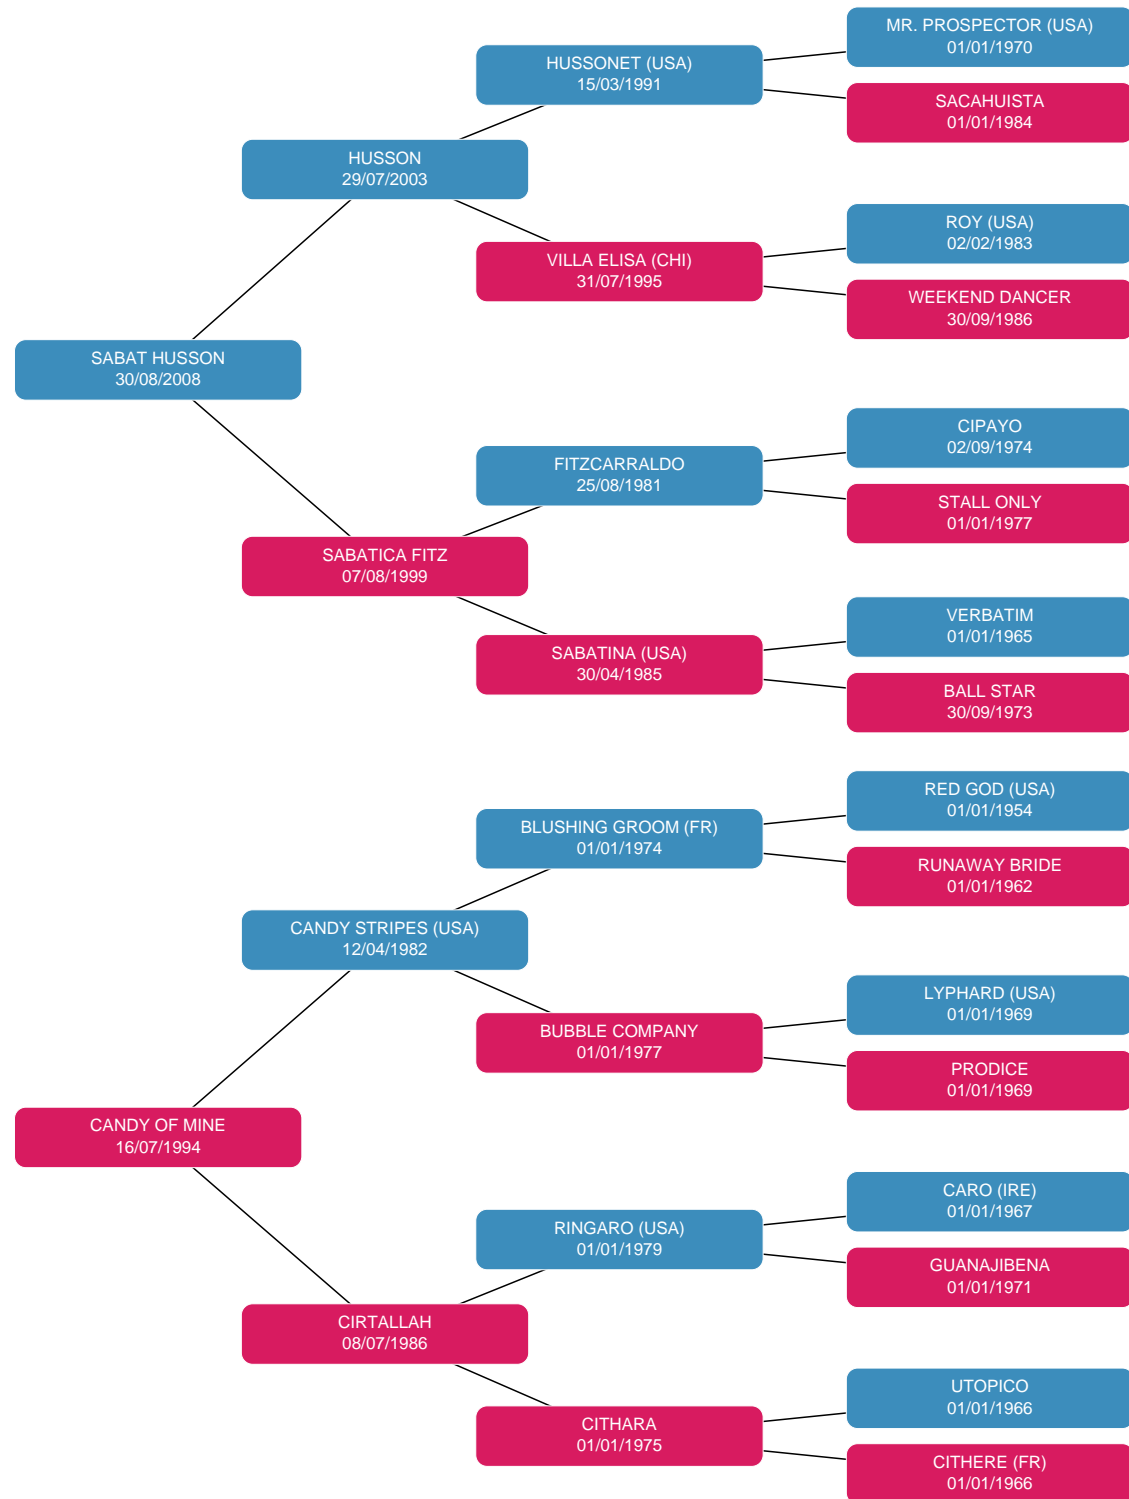 MR. PROSPECTOR (USA)
01/01/1970
HUSSONET (USA)
15/03/1991
SACAHUISTA
01/01/1984
HUSSON
29/07/2003
ROY (USA)
02/02/1983
VILLA ELISA (CHI)
31/07/1995
WEEKEND DANCER
30/09/1986
SABAT HUSSON
30/08/2008
CIPAYO
02/09/1974
FITZCARRALDO
25/08/1981
STALL ONLY
01/01/1977
SABATICA FITZ
07/08/1999
VERBATIM
01/01/1965
SABATINA (USA)
30/04/1985
BALL STAR
30/09/1973
RED GOD (USA)
01/01/1954
BLUSHING GROOM (FR)
01/01/1974
RUNAWAY BRIDE
01/01/1962
CANDY STRIPES (USA)
12/04/1982
LYPHARD (USA)
01/01/1969
BUBBLE COMPANY
01/01/1977
PRODICE
01/01/1969
CANDY OF MINE
16/07/1994
CARO (IRE)
01/01/1967
RINGARO (USA)
01/01/1979
GUANAJIBENA
01/01/1971
CIRTALLAH
08/07/1986
UTOPICO
01/01/1966
CITHARA
01/01/1975
CITHERE (FR)
01/01/1966